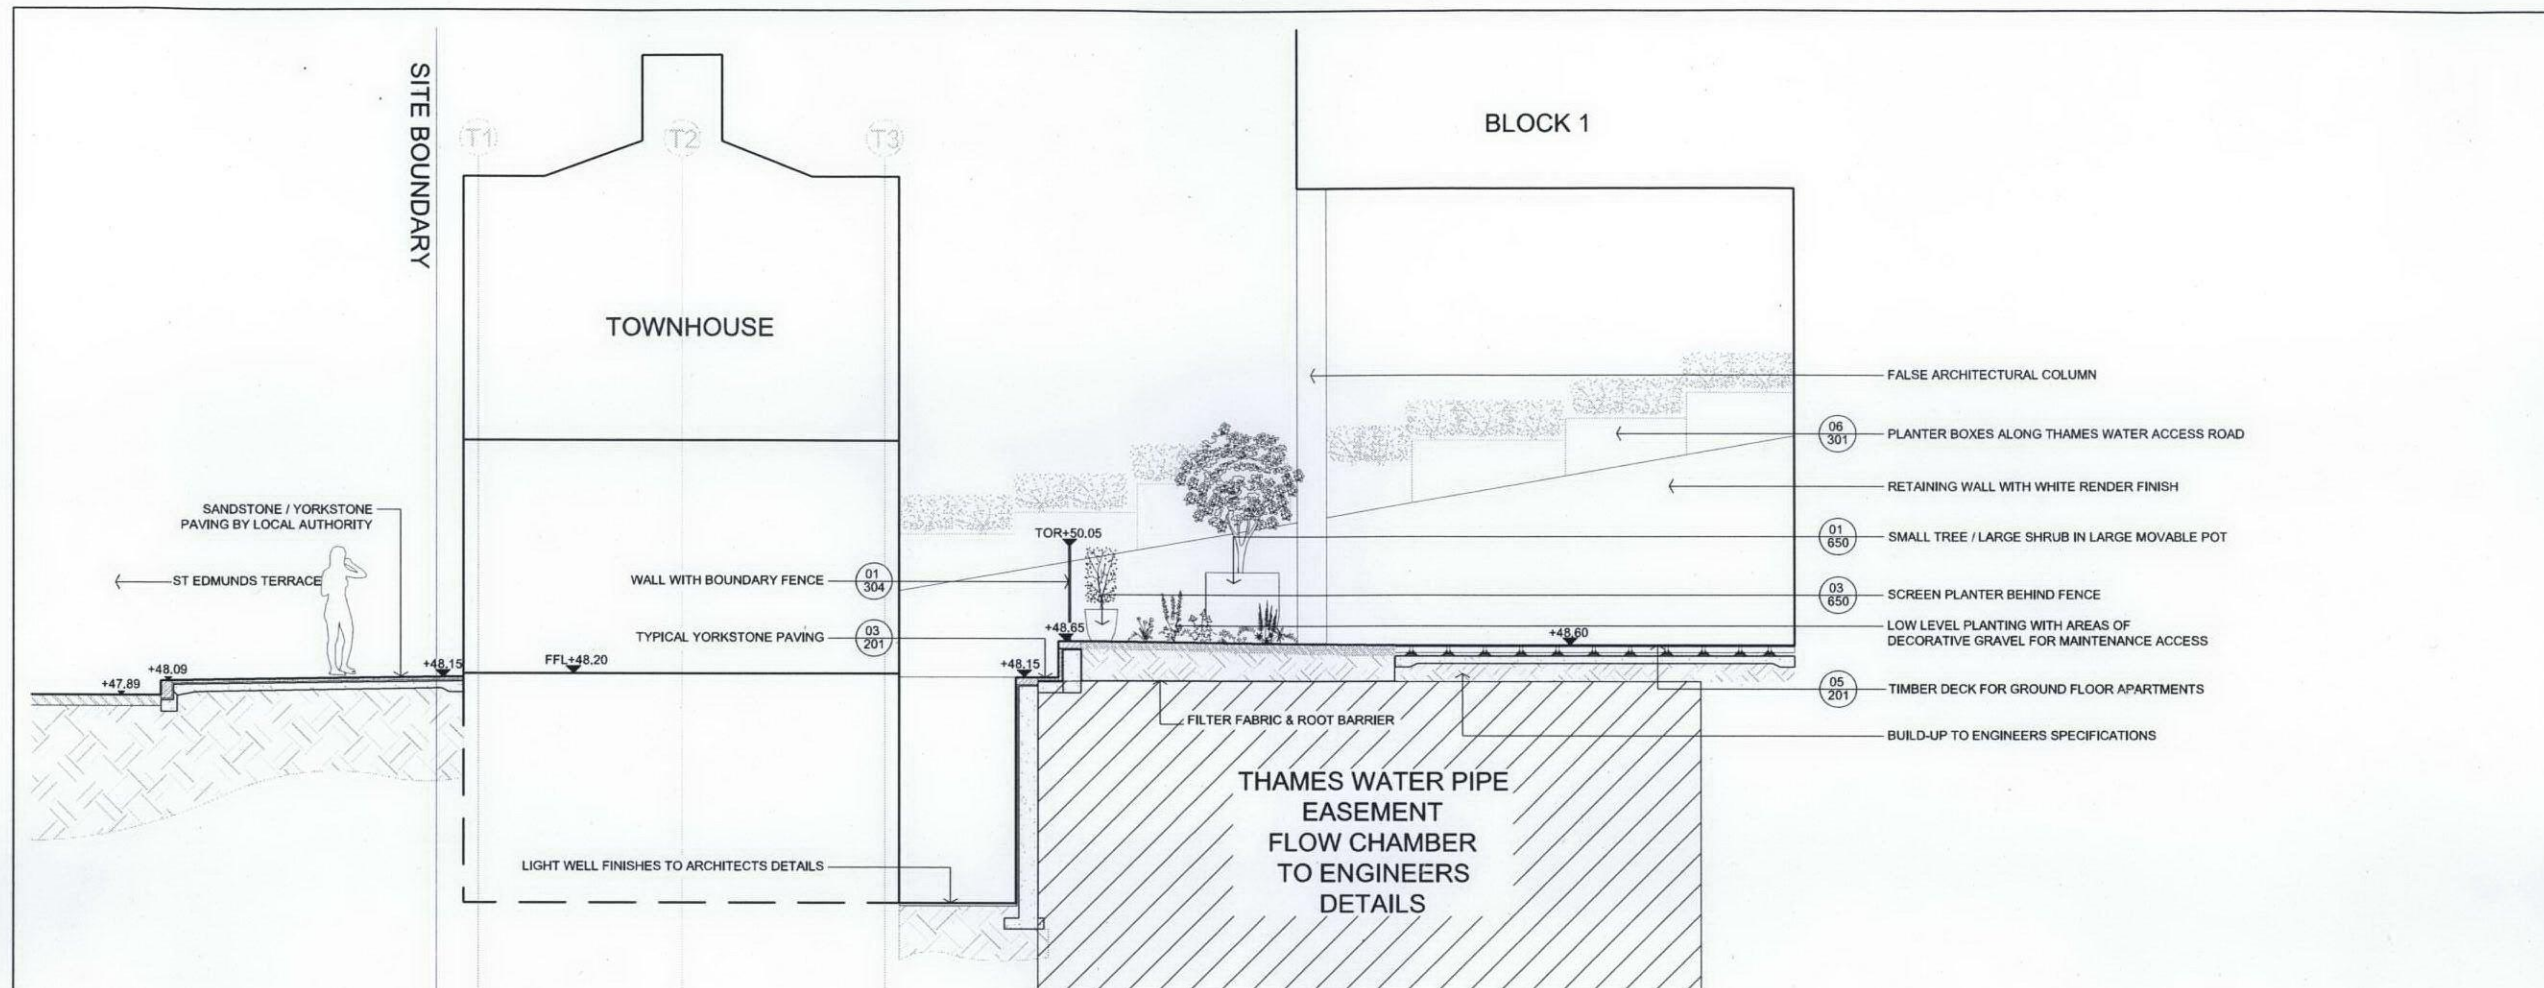 SITE BOUNDARY
T1
T2
T3
BLOCK 1
TOWNHOUSE
FALSE ARCHITECTURAL COLUMN
06
301
PLANTER BOXES ALONG THAMES WATER ACCESS ROAD
RETAINING WALL WITH WHITE RENDER FINISH
SANDSTONE / YORKSTONE
PAVING BY LOCAL AUTHORITY
TOR+50.05
01
650
SMALL TREE / LARGE SHRUB IN LARGE MOVABLE POT
ST EDMUNDS TERRACE
WALL WITH BOUNDARY FENCE
01
304
03
650
SCREEN PLANTER BEHIND FENCE
TYPICAL YORKSTONE PAVING
03
201
+48.65
+48.60
LOW LEVEL PLANTING WITH AREAS OF
DECORATIVE GRAVEL FOR MAINTENANCE ACCESS
+47.89
+48.09
+48.15
FFL+48.20
+48.15
05
201
TIMBER DECK FOR GROUND FLOOR APARTMENTS
FILTER FABRIC & ROOT BARRIER
BUILD-UP TO ENGINEERS SPECIFICATIONS
THAMES WATER PIPE
EASEMENT
FLOW CHAMBER
TO ENGINEERS
DETAILS
LIGHT WELL FINISHES TO ARCHITECTS DETAILS